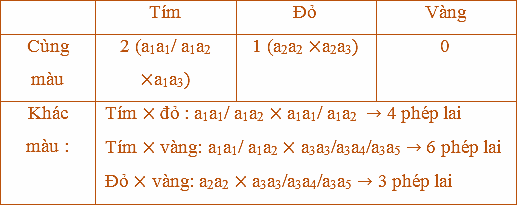 Tím Đỏ Vàng
Cùng màu 2 (a₁a₁/ a₁a₂ ×a₁a₃) 1 (a₂a₂ ×a₂a₃) 0
Khác màu :
Tím × đỏ : a₁a₁/ a₁a₂ × a₁a₁/ a₁a₂ → 4 phép lai
Tím × vàng: a₁a₁/ a₁a₂ × a₃a₃/a₃a₄/a₃a₅ → 6 phép lai
Đỏ × vàng: a₂a₂ × a₃a₃/a₃a₄/a₃a₅ → 3 phép lai